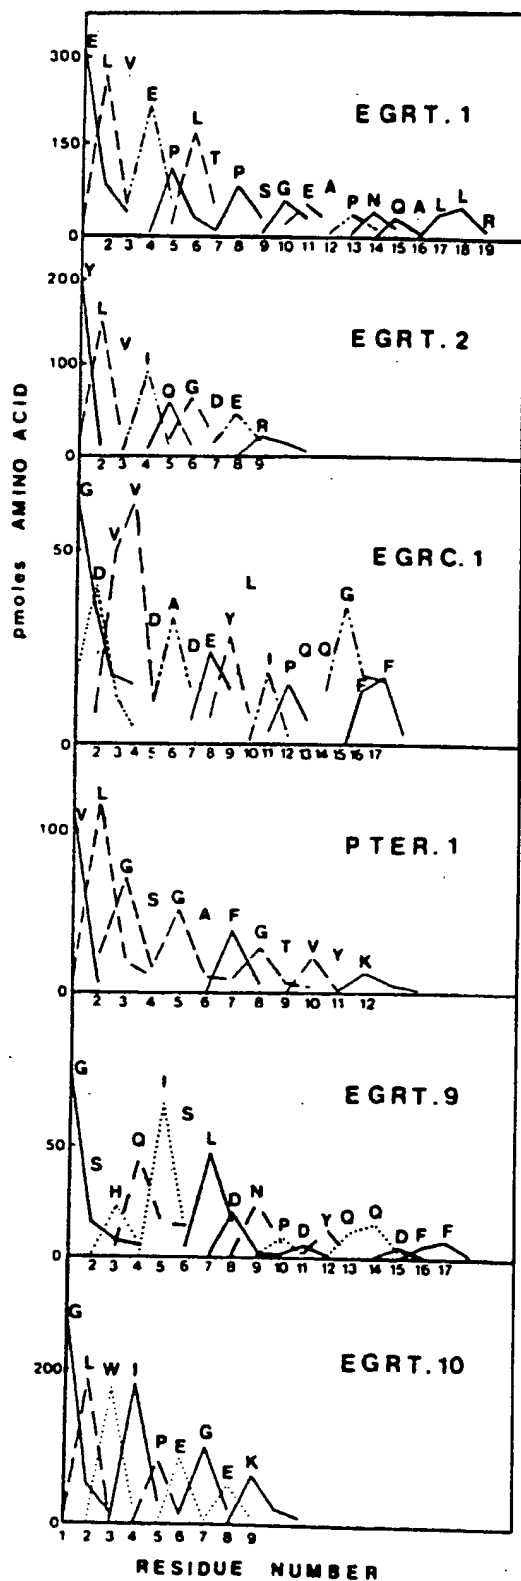 pmoles AMINO ACID
300
150
0
EGRT.1
E L V E P L T P S G E A P N Q A L L R
2 3 4 5 6 7 8 9 10 11 12 13 14 15 16 17 18 19
200
100
0
EGRT.2
Y L V I Q G D E R
2 3 4 5 6 7 8 9
50
0
EGRC.1
G D V V D A D E Y L I P Q Q G F F
2 3 4 5 6 7 8 9 10 11 12 13 14 15 16 17
100
0
PTER.1
V L G S G A F G T V Y K
2 3 4 5 6 7 8 9 10 11 12
50
0
EGRT.9
G S H Q I S L D N P D Y Q Q D F F
2 3 4 5 6 7 8 9 10 11 12 13 14 15 16 17
200
0
EGRT.10
G L W I P E G E K
1 2 3 4 5 6 7 8 9
RESIDUE NUMBER